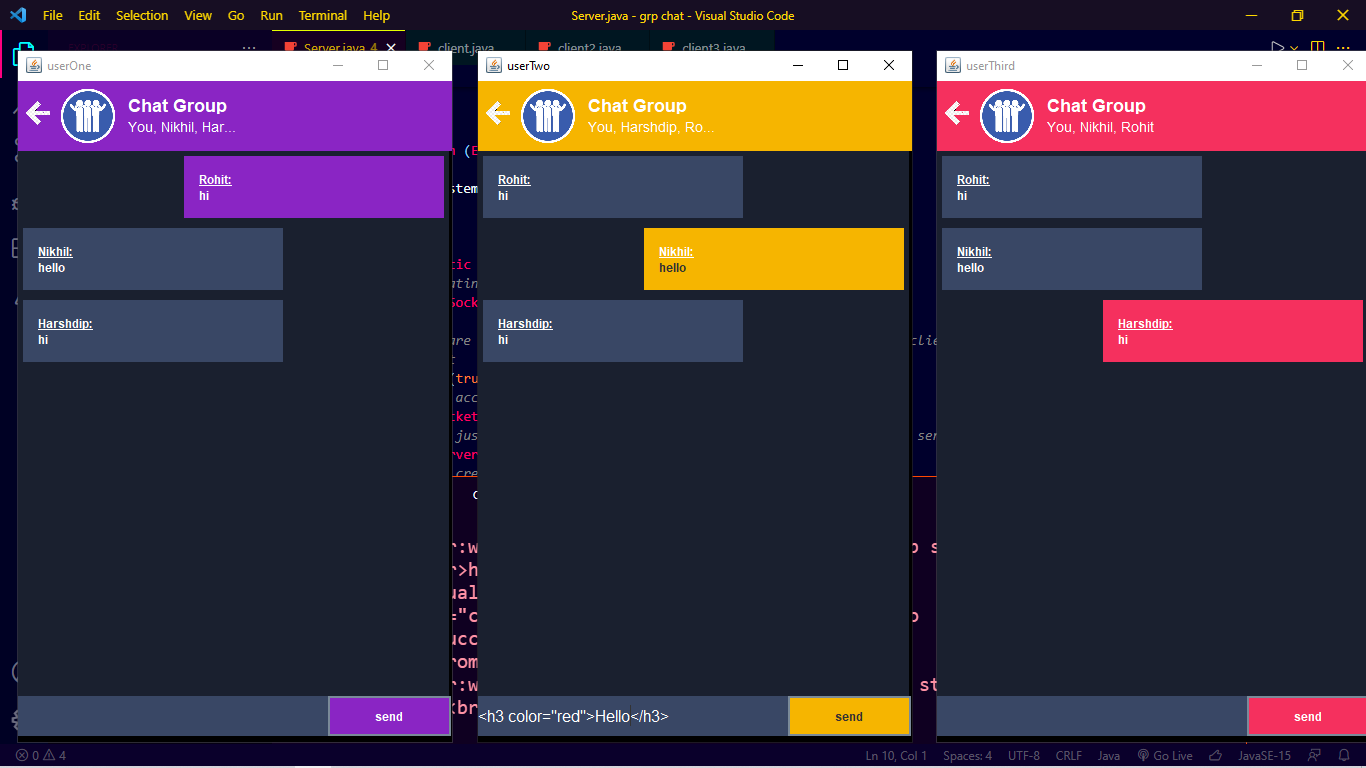 File Edit Selection View Go Run Terminal Help
Server.java - grp chat - Visual Studio Code
Server.java 4 client.java client2.java client3.java
userOne
Chat Group
You, Nikhil, Har...
Rohit:
hi
Nikhil:
hello
Harshdip:
hi
send
userTwo
Chat Group
You, Harshdip, Ro...
Rohit:
hi
Nikhil:
hello
Harshdip:
hi
<h3 color="red">Hello</h3>
send
userThird
Chat Group
You, Nikhil, Rohit
Rohit:
hi
Nikhil:
hello
Harshdip:
hi
send
0 4
Ln 10, Col 1 Spaces: 4 UTF-8 CRLF Java Go Live JavaSE-15